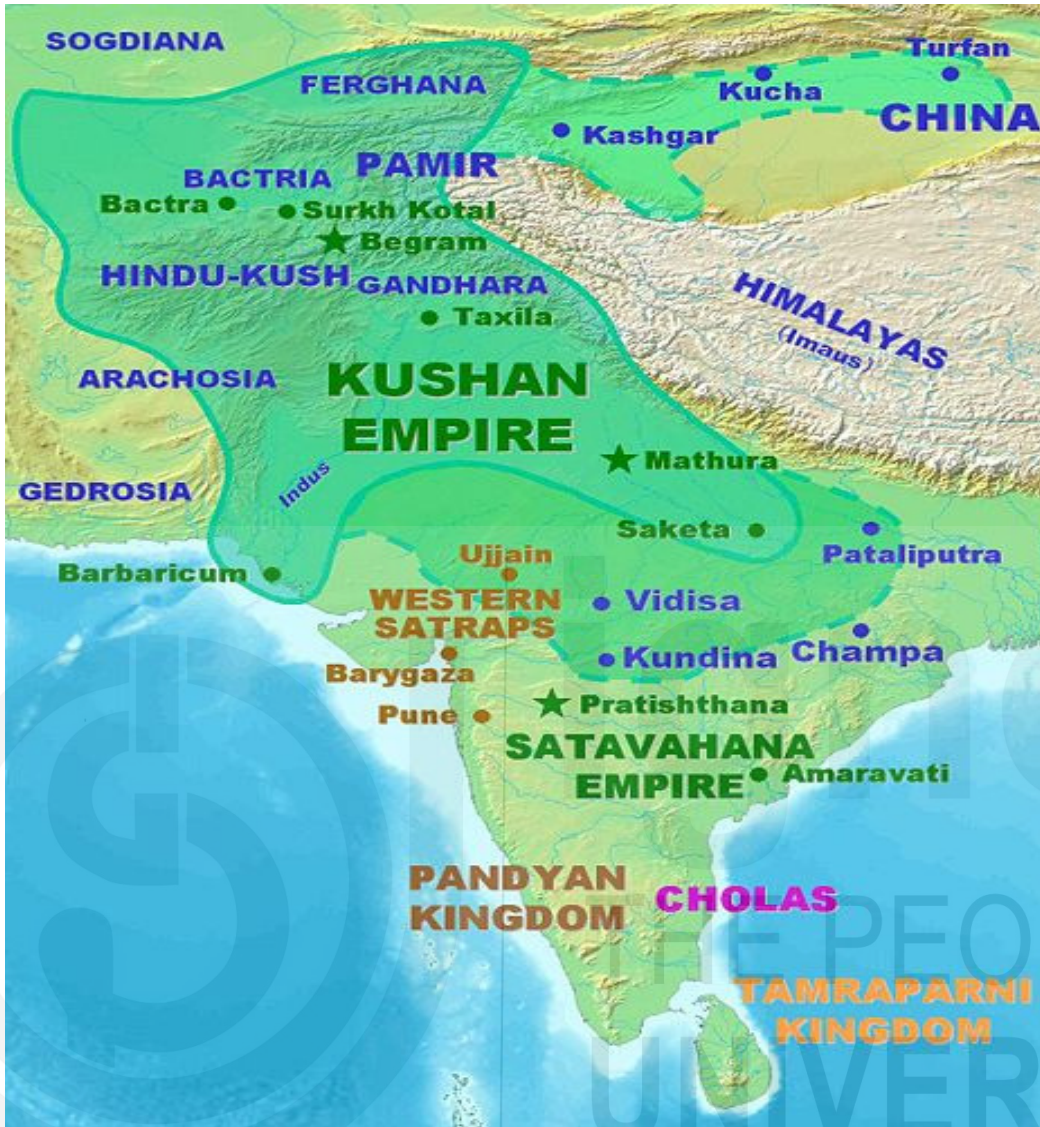 SOGDIANA
Turfan
FERGHANA
Kucha
CHINA
Kashgar
PAMIR
BACTRIA
Bactra
Surkh Kotal
Begram
HINDU-KUSH
GANDHARA
HIMALAYAS
(Imaus)
Taxila
ARACHOSIA
KUSHAN
EMPIRE
Mathura
GEDROSIA
Indus
Saketa
Pataliputra
Ujjain
Barbaricum
WESTERN
SATRAPS
Vidisa
Kundina
Champa
Barygaza
Pratishthana
Pune
SATAVAHANA
EMPIRE
Amaravati
PANDYAN
KINGDOM
CHOLAS
THE PEO
TAMRAPARNI
KINGDOM
UNIVER